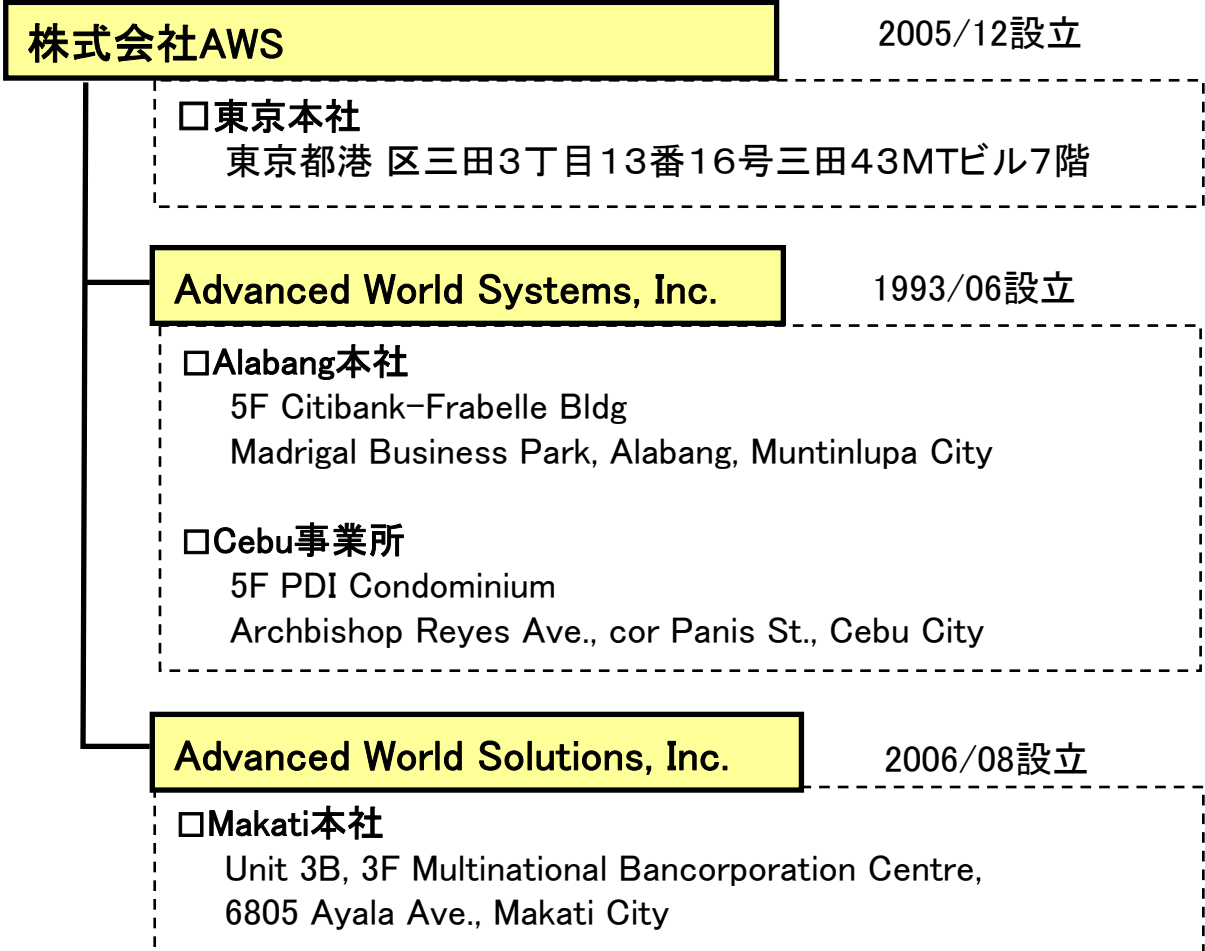 株式会社AWS
2005/12設立
□東京本社
東京都港 区三田3丁目13番16号三田43MTビル7階
Advanced World Systems, Inc.
1993/06設立
□Alabang本社
5F Citibank-Frabelle Bldg
Madrigal Business Park, Alabang, Muntinlupa City
□Cebu事業所
5F PDI Condominium
Archbishop Reyes Ave., cor Panis St., Cebu City
Advanced World Solutions, Inc.
2006/08設立
□Makati本社
Unit 3B, 3F Multinational Bancorporation Centre,
6805 Ayala Ave., Makati City